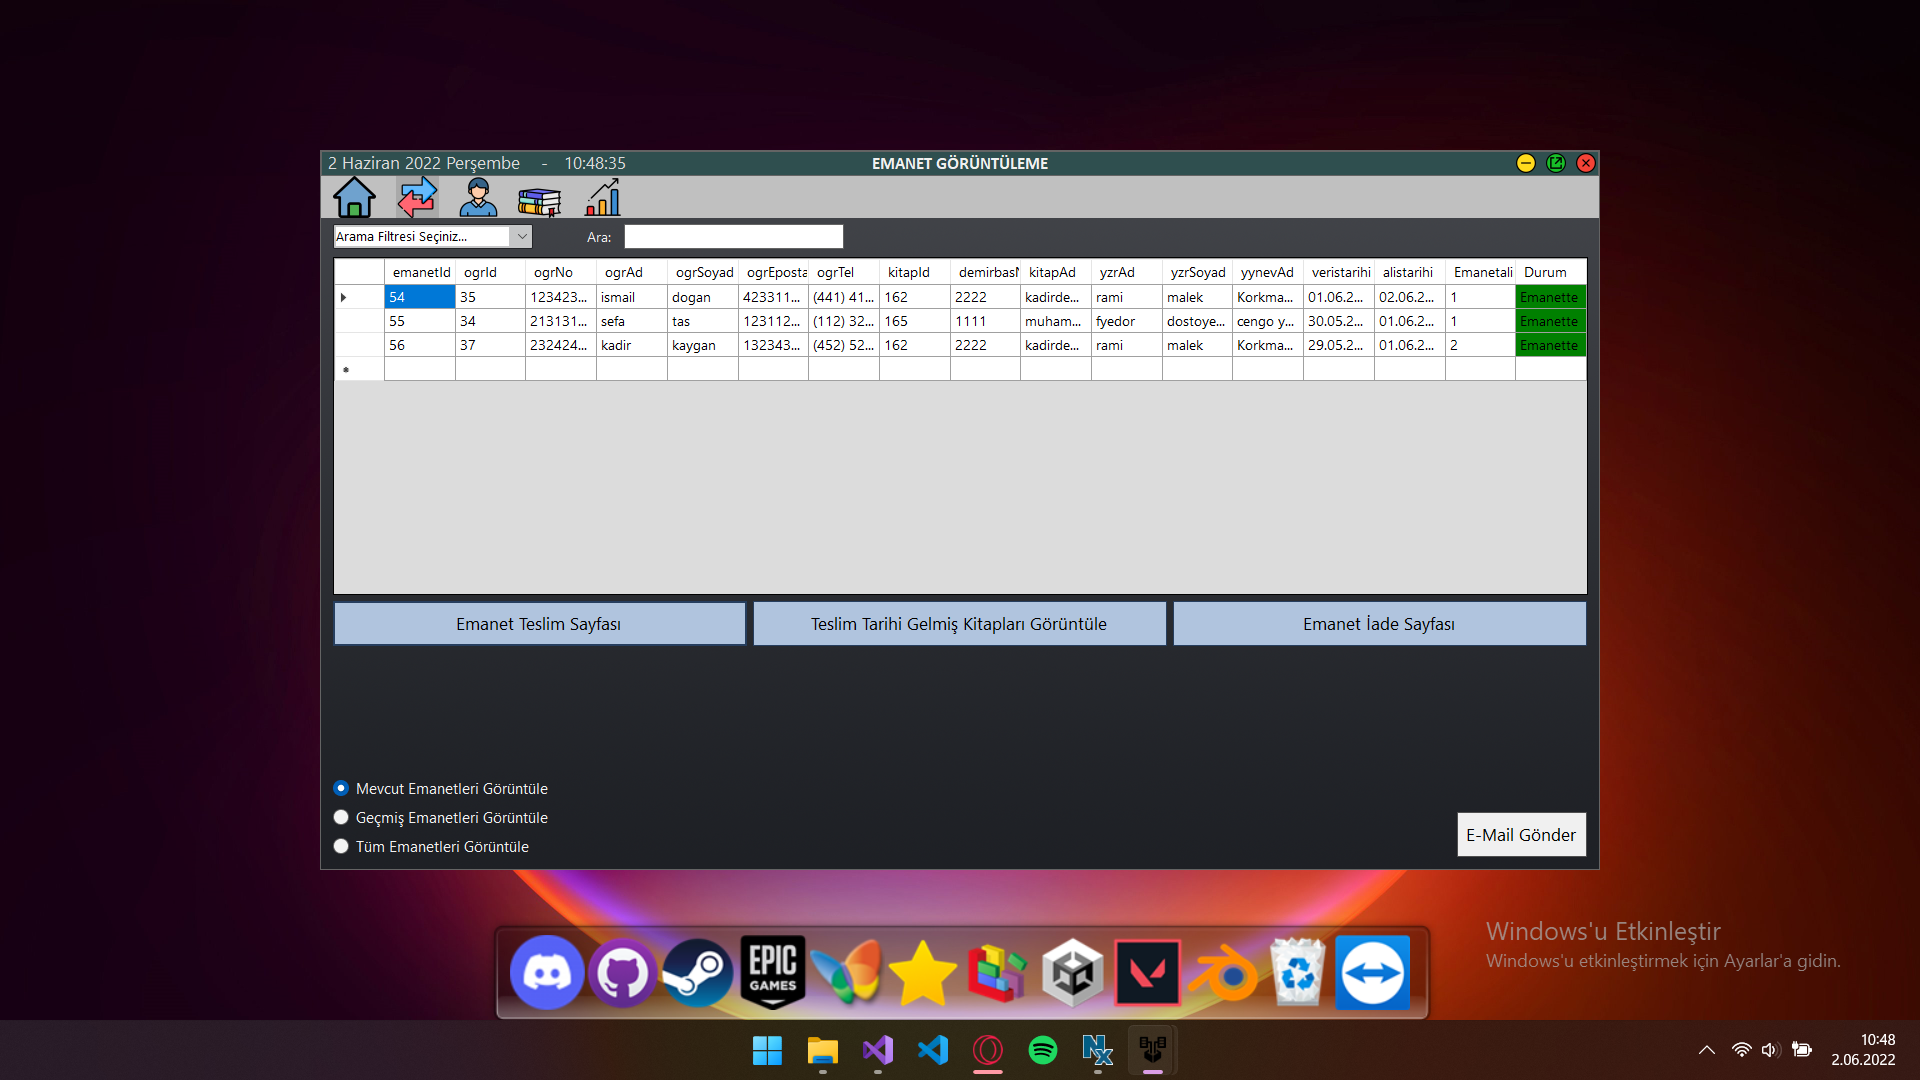 2 Haziran 2022 Perşembe - 10:48:35
EMANET GÖRÜNTÜLEME
Arama Filtresi Seçiniz...
Ara:
emanetId ogrId ogrNo ogrAd ogrSoyad ogrEposta ogrTel kitapId demirbasN kitapAd yzrAd yzrSoyad yynevAd veristarihi alistarihi Emanetali Durum
54 35 123423... ismail dogan 423311... (441) 41... 162 2222 kadirde... rami malek Korkma... 01.06.2... 02.06.2... 1 Emanette
55 34 213131... sefa tas 123112... (112) 32... 165 1111 muham... fyedor dostoye... cengo y... 30.05.2... 01.06.2... 1 Emanette
56 37 232424... kadir kaygan 132343... (452) 52... 162 2222 kadirde... rami malek Korkma... 29.05.2... 01.06.2... 2 Emanette
Emanet Teslim Sayfası
Teslim Tarihi Gelmiş Kitapları Görüntüle
Emanet İade Sayfası
Mevcut Emanetleri Görüntüle
Geçmiş Emanetleri Görüntüle
Tüm Emanetleri Görüntüle
E-Mail Gönder
Windows'u Etkinleştir
Windows'u etkinleştirmek için Ayarlar'a gidin.
EPIC
GAMES
10:48
2.06.2022